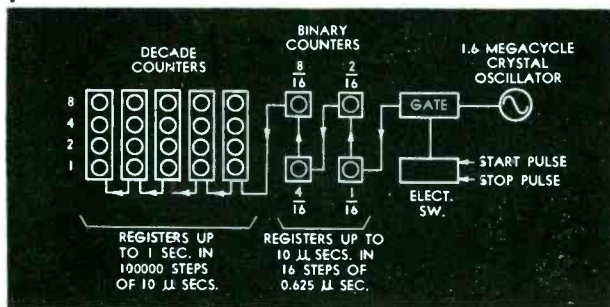 DECADE
COUNTERS
8
4
2
1
BINARY
COUNTERS
8
16
2
16
4
16
1
16
1.6 MEGACYCLE
CRYSTAL
OSCILLATOR
GATE
START PULSE
STOP PULSE
ELECT.
SW.
REGISTERS UP
TO 1 SEC. IN
100000 STEPS
OF 10 µ SECS.
REGISTERS UP TO
10 µ SECS. IN
16 STEPS OF
0.625 µ SEC.